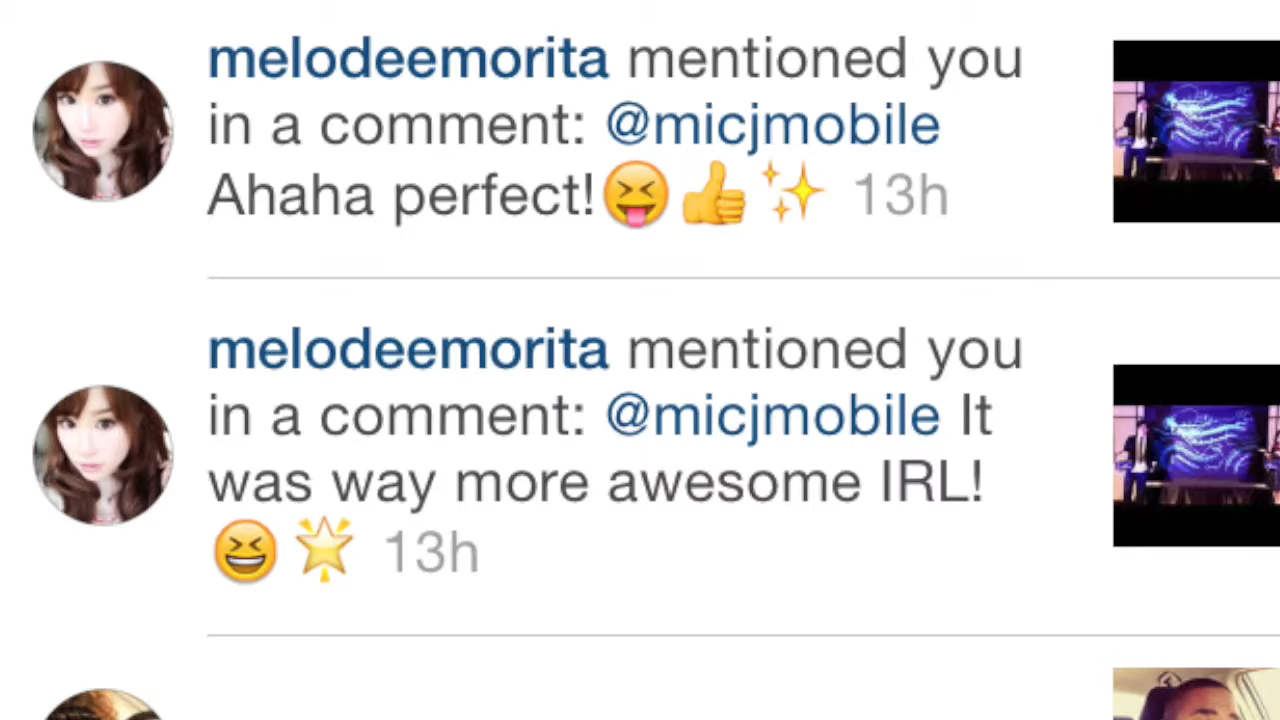 melodeemorita mentioned you
in a comment: @micjmobile
Ahaha perfect!😝👍✨ 13h
melodeemorita mentioned you
in a comment: @micjmobile It
was way more awesome IRL!
😆🌟 13h